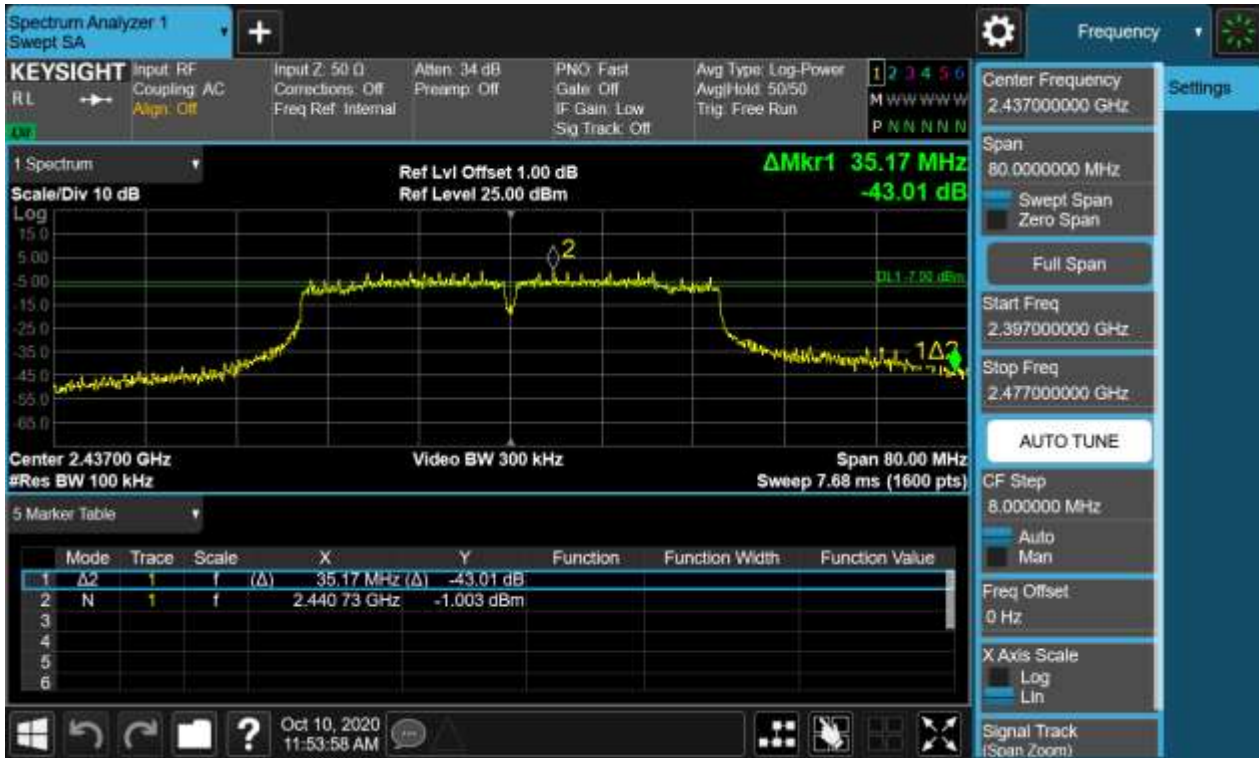 Spectrum Analyzer 1
Swept SA
+
Frequency
KEYSIGHT
RL
Input: RF
Coupling: AC
Align: Off
Input Z: 50 Ω
Corrections: Off
Freq Ref: Internal
Atten: 34 dB
Preamp: Off
PNO: Fast
Gate: Off
IF Gain: Low
Sig Track: Off
Avg Type: Log-Power
Avg|Hold: 50/50
Trig: Free Run
1 2 3 4 5 6
M W W W W W
P N N N N N
1 Spectrum
Scale/Div 10 dB
Ref Lvl Offset 1.00 dB
Ref Level 25.00 dBm
ΔMkr1 35.17 MHz
-43.01 dB
Log
15.0
5.00
-5.00
-15.0
-25.0
-35.0
-45.0
-55.0
-65.0
2
DL1 -7.00 dBm
1Δ2
Center 2.43700 GHz
Video BW 300 kHz
Span 80.00 MHz
#Res BW 100 kHz
Sweep 7.68 ms (1600 pts)
5 Marker Table
Mode Trace Scale X Y Function Function Width Function Value
1 Δ2 1 f (Δ) 35.17 MHz (Δ) -43.01 dB
2 N 1 f 2.440 73 GHz -1.003 dBm
3
4
5
6
Oct 10, 2020
11:53:58 AM
?
Center Frequency
2.437000000 GHz
Settings
Span
80.0000000 MHz
Swept Span
Zero Span
Full Span
Start Freq
2.397000000 GHz
Stop Freq
2.477000000 GHz
AUTO TUNE
CF Step
8.000000 MHz
Auto
Man
Freq Offset
0 Hz
X Axis Scale
Log
Lin
Signal Track
(Span Zoom)